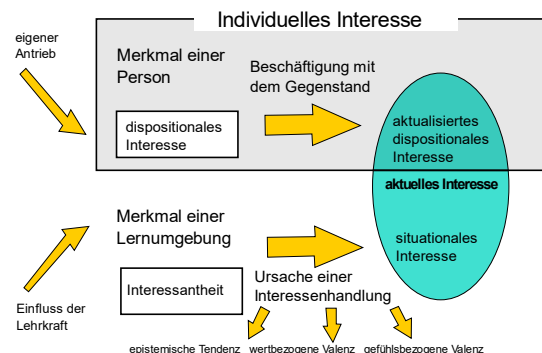 Individuelles Interesse
eigener
Antrieb
Merkmal einer
Person
Beschäftigung mit
dem Gegenstand
dispositionales
Interesse
aktualisiertes
dispositionales
Interesse
aktuelles Interesse
Merkmal einer
Lernumgebung
situationales
Interesse
Interessantheit
Ursache einer
Interessenhandlung
Einfluss der
Lehrkraft
epistemische Tendenz wertbezogene Valenz gefühlsbezogene Valenz